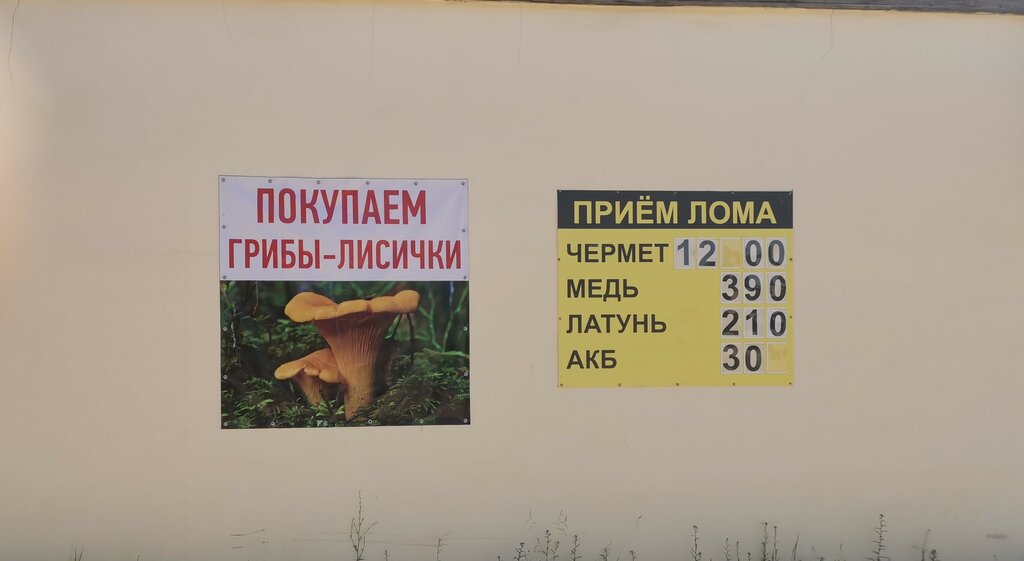 ПОКУПАЕМ
ГРИБЫ-ЛИСИЧКИ
ПРИЁМ ЛОМА
ЧЕРМЕТ 12 00
МЕДЬ 390
ЛАТУНЬ 210
АКБ 30